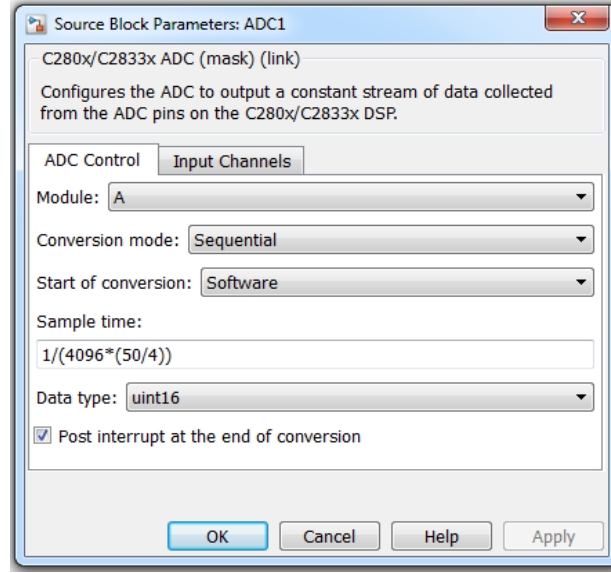 Source Block Parameters: ADC1
C280x/C2833x ADC (mask) (link)
Configures the ADC to output a constant stream of data collected
from the ADC pins on the C280x/C2833x DSP.
ADC Control Input Channels
Module: A
Conversion mode: Sequential
Start of conversion: Software
Sample time:
1/(4096*(50/4))
Data type: uint16
Post interrupt at the end of conversion
OK Cancel Help Apply